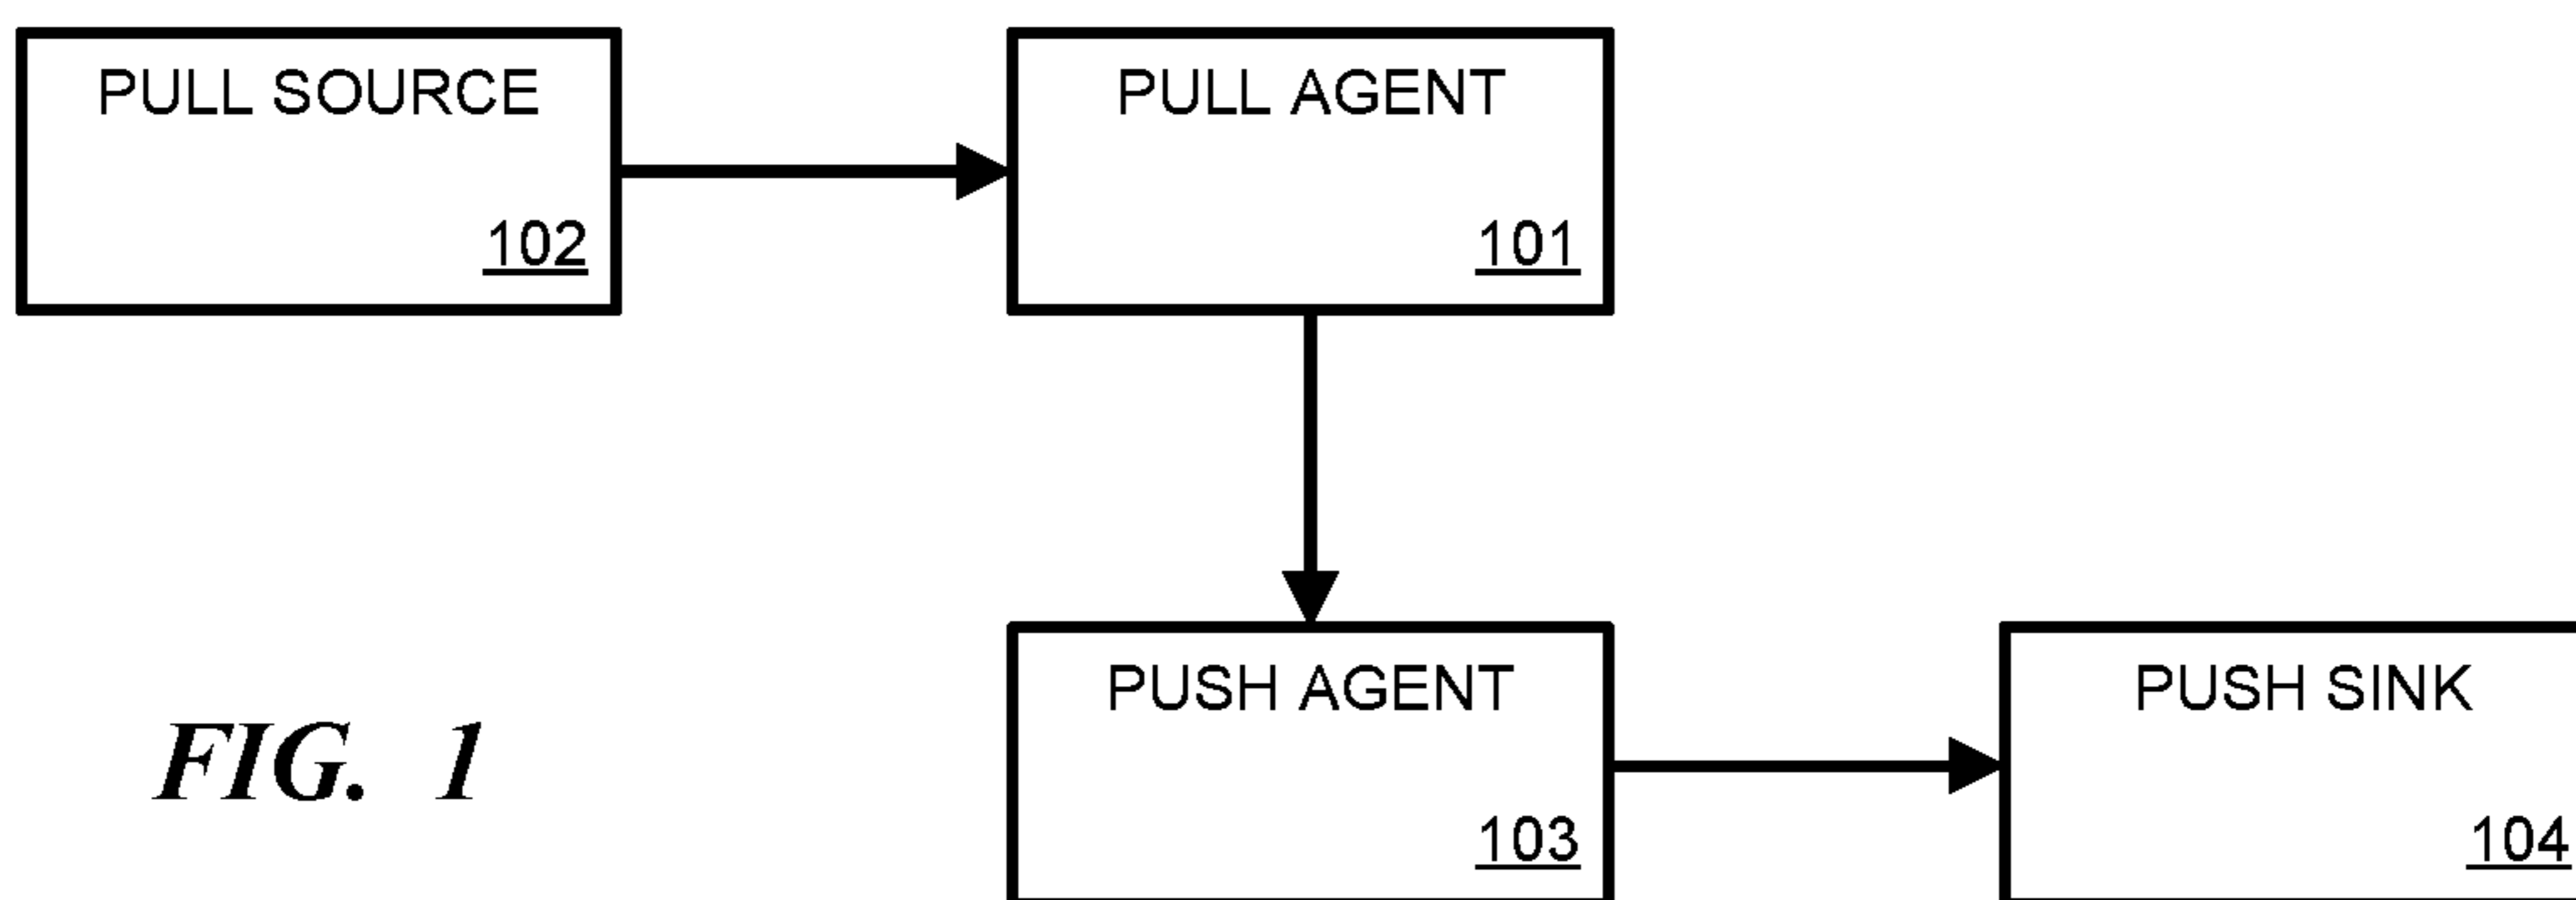 PULL SOURCE
102
PULL AGENT
101
PUSH AGENT
103
PUSH SINK
104
FIG. 1